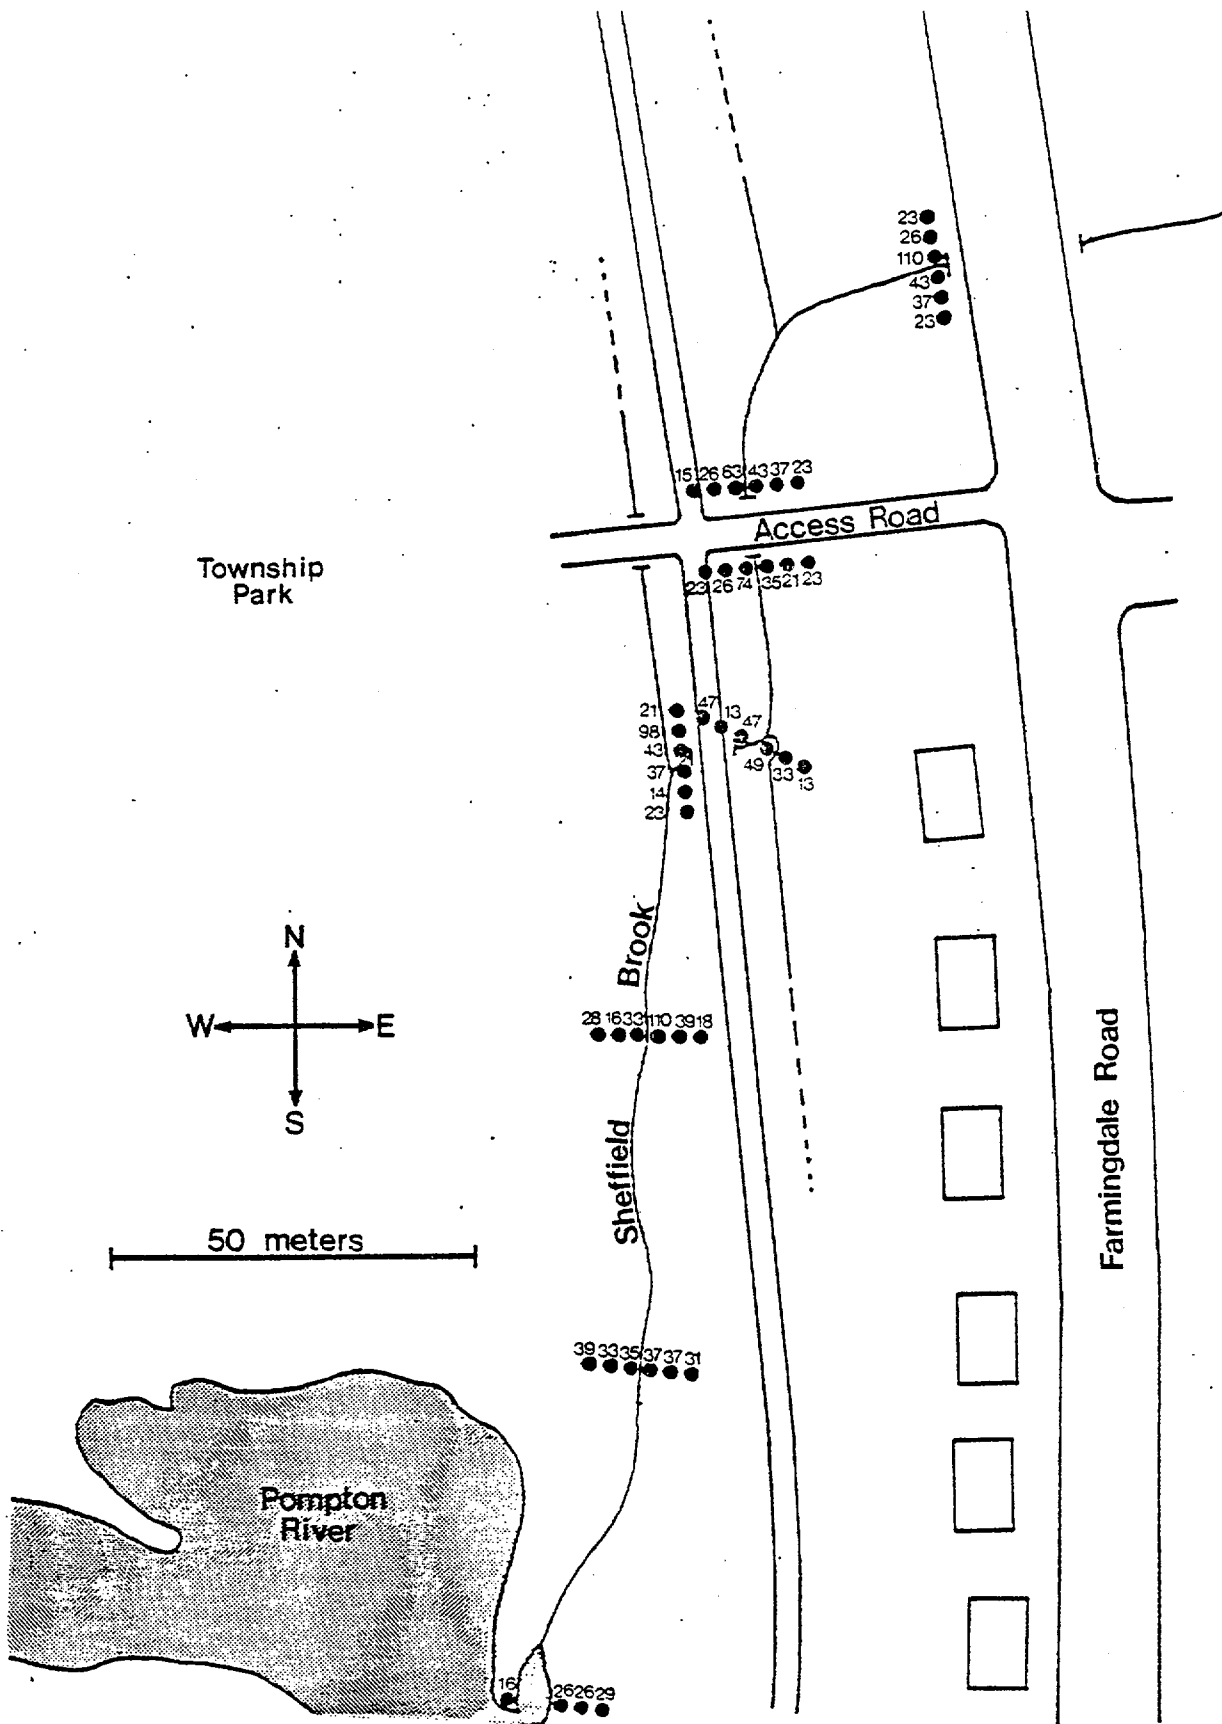 23
26
110
43
37
23
15 26 63 43 37 23
Access Road
23 26 74 35 21 23
Township
Park
47
21
13
98
47
43
49
37
33
13
14
23
Brook
N
W E
S
28 16 33 110 39 18
Sheffield
Farmingdale Road
50 meters
39 33 35 37 37 31
Pompton
River
16
26 26 29